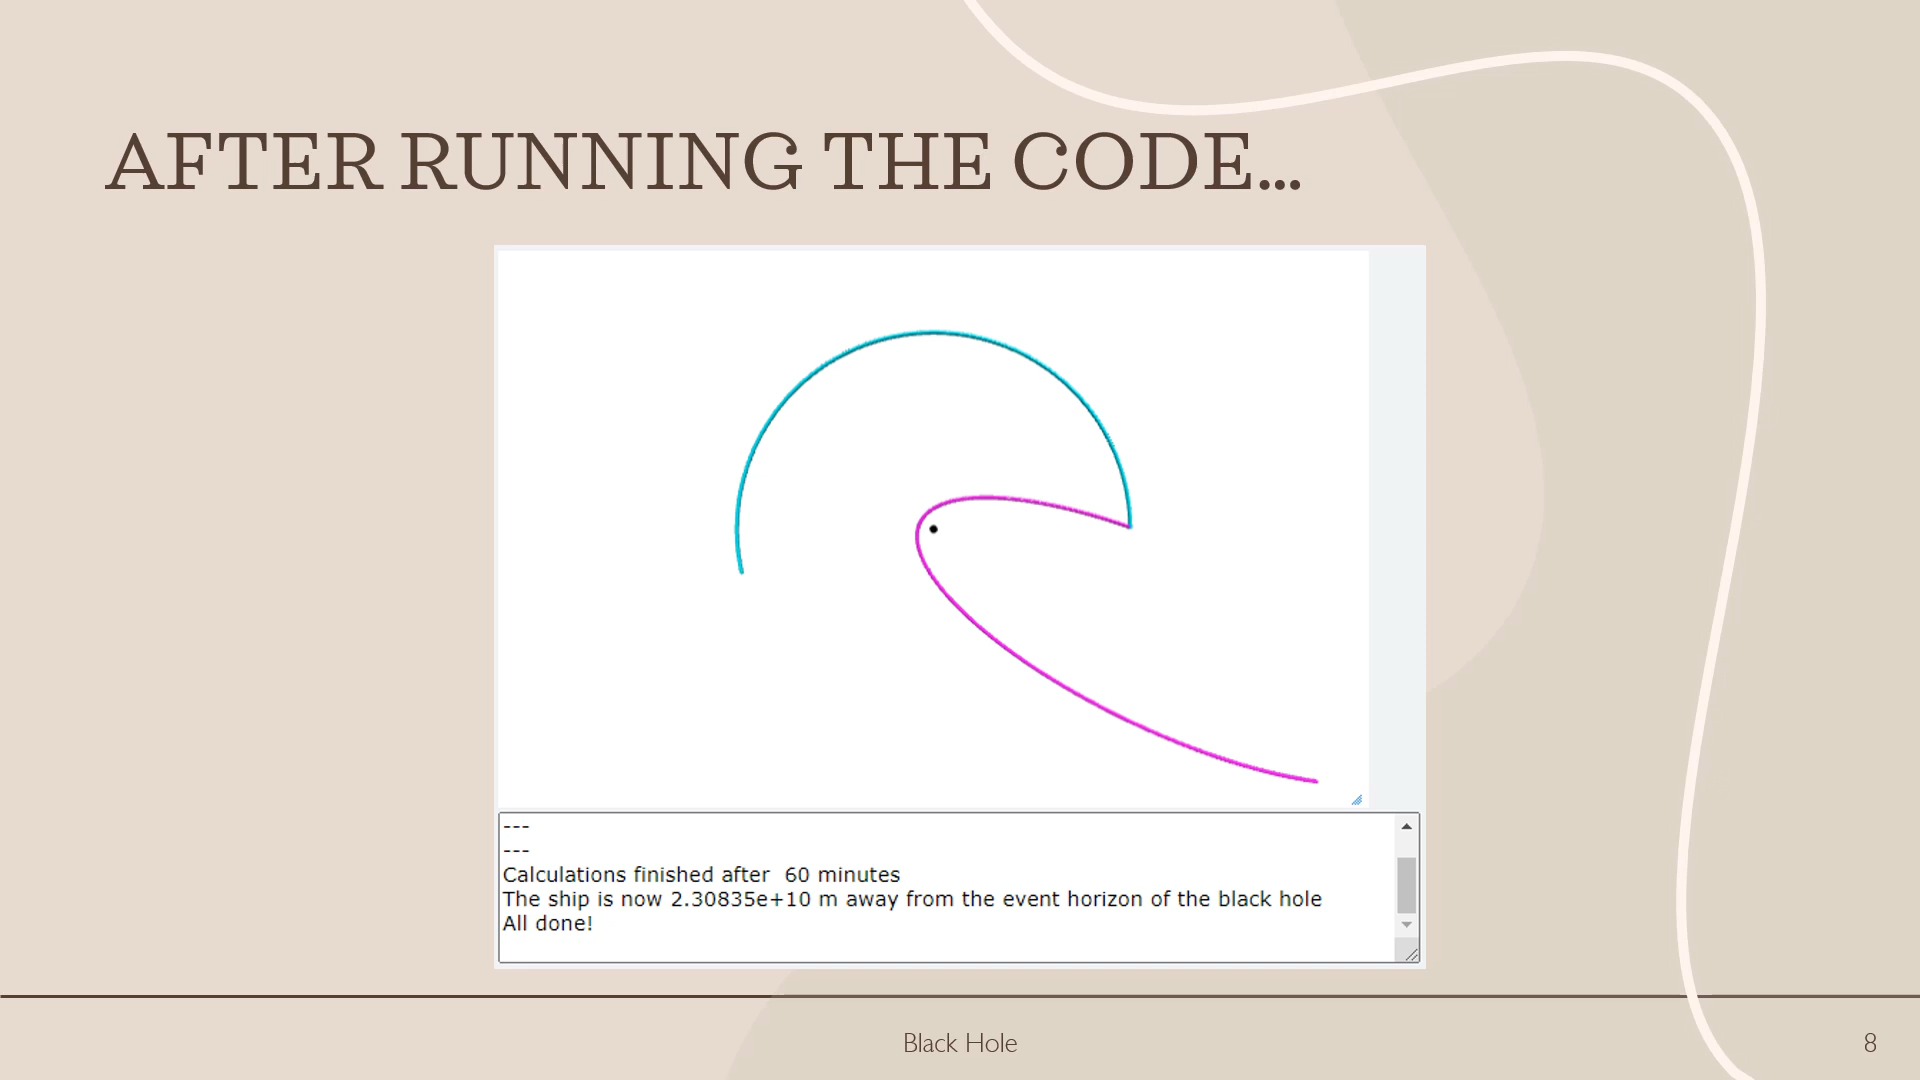 AFTER RUNNING THE CODE...
---
---
Calculations finished after  60 minutes
The ship is now 2.30835e+10 m away from the event horizon of the black hole
All done!
Black Hole
8